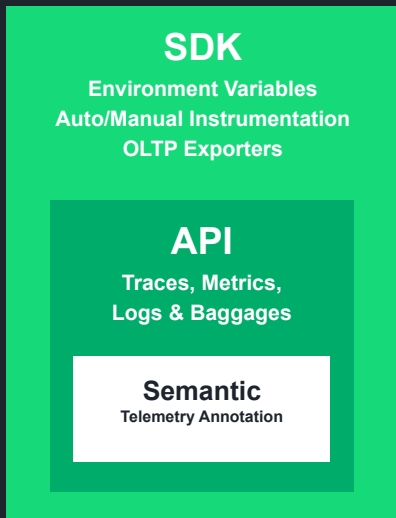 SDK
Environment Variables
Auto/Manual Instrumentation
OLTP Exporters
API
Traces, Metrics,
Logs & Baggages
Semantic
Telemetry Annotation